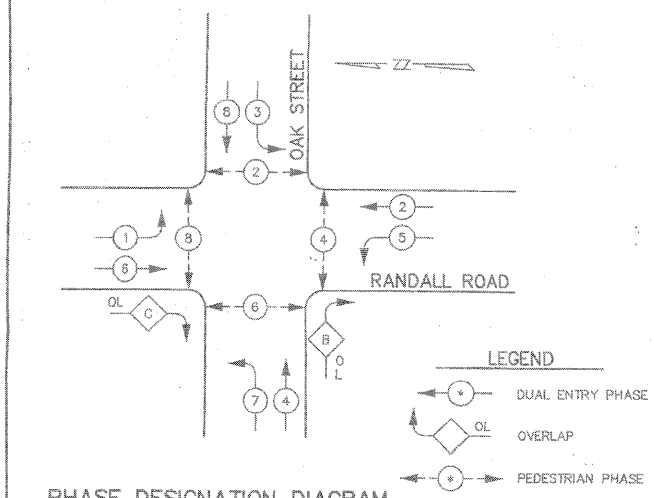 OAK STREET
ZZ
8
3
2
2
1
8
4
5
6
RANDALL ROAD
OL
C
6
B
OL
7
4
LEGEND
* DUAL ENTRY PHASE
OL OVERLAP
* PEDESTRIAN PHASE
PHASE DESIGNATION DIAGRAM